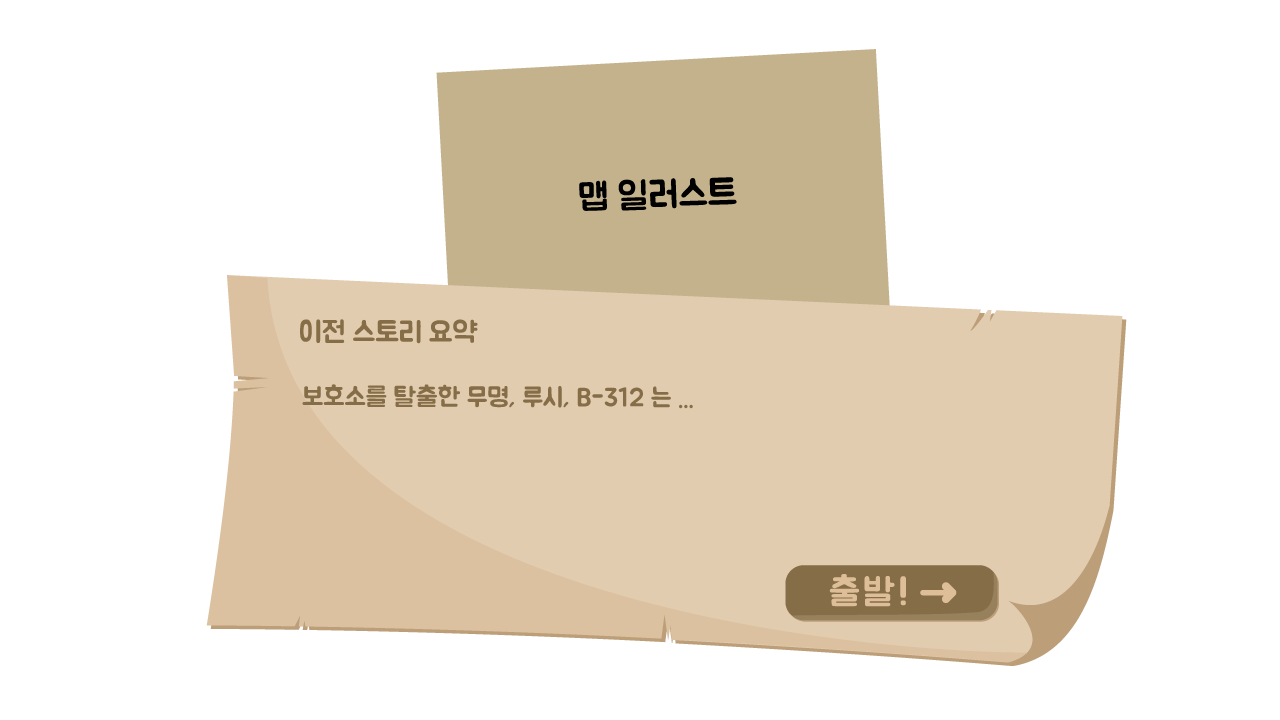 맵 일러스트
이전 스토리 요약
보호소를 탈출한 무명, 루시, B-312 는 ...
출발! →